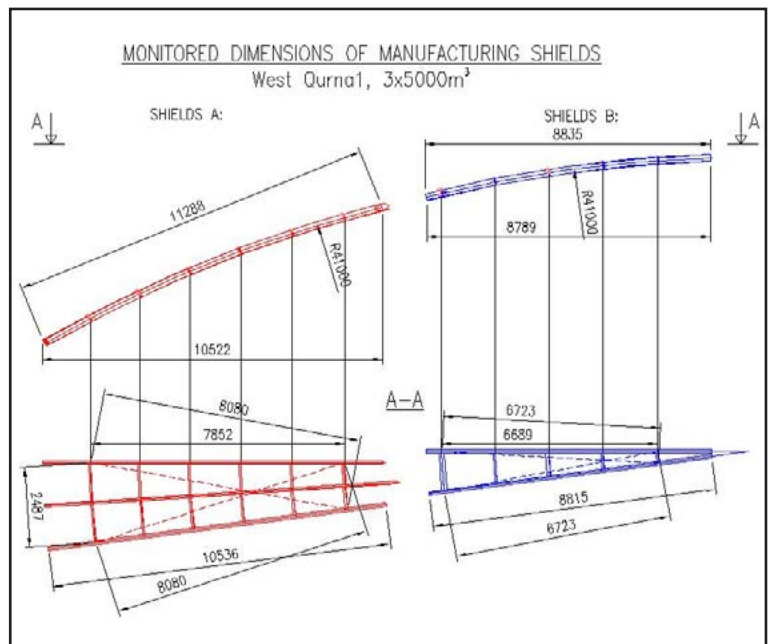 MONITORED DIMENSIONS OF MANUFACTURING SHIELDS
West Qurna1, 3x5000m³
SHIELDS A:
SHIELDS B:
A
A
8835
11288
R41000
R41000
8789
10522
A-A
8080
7852
6723
6689
2487
8815
6723
10536
8080